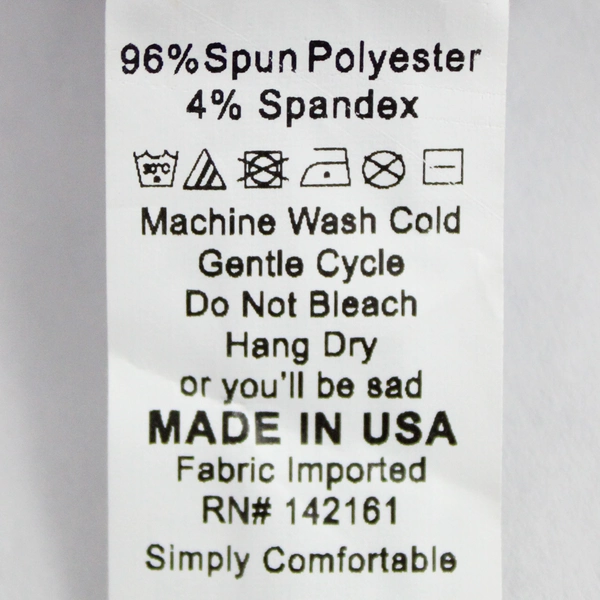 96% Spun Polyester
4% Spandex
30°C
Machine Wash Cold
Gentle Cycle
Do Not Bleach
Hang Dry
or you'll be sad
MADE IN USA
Fabric Imported
RN# 142161
Simply Comfortable